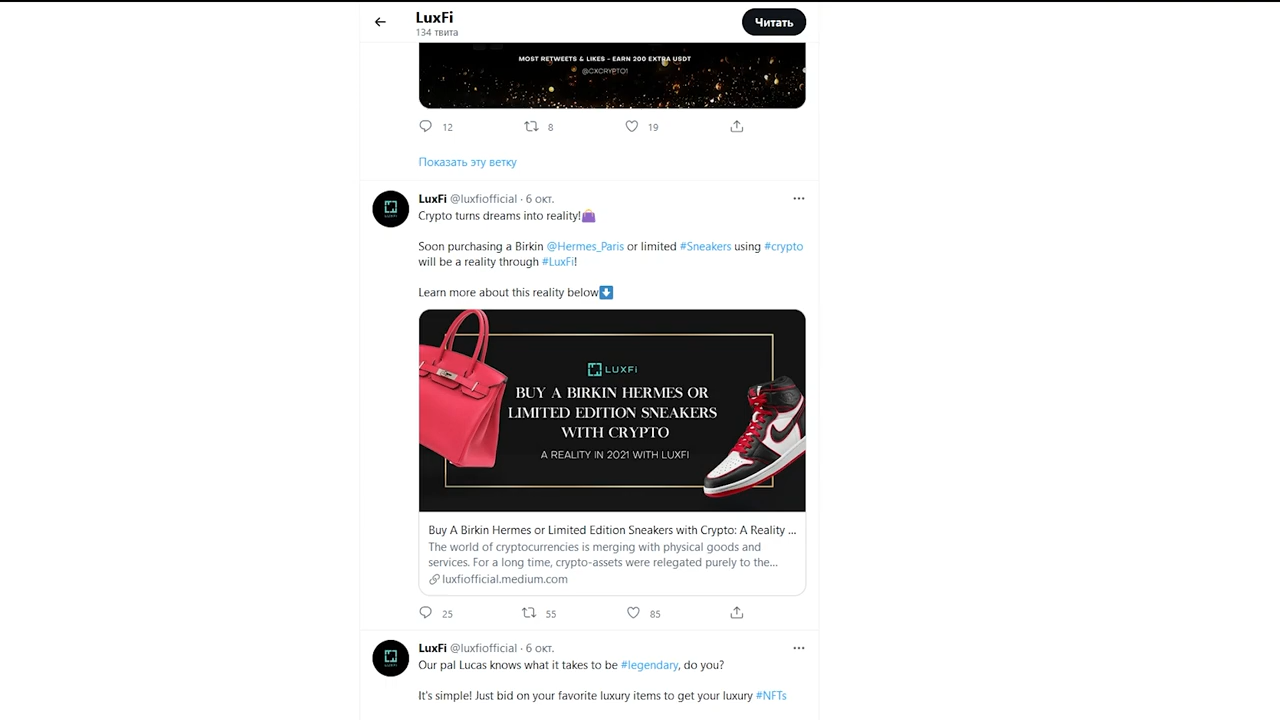 LuxFi
134 твита
Читать
MOST RETWEETS & LIKES - EARN 200 EXTRA USDT
@CXCRYPTO1
12 8 19
Показать эту ветку
LuxFi @luxfiofficial · 6 окт.
Crypto turns dreams into reality!
Soon purchasing a Birkin @Hermes_Paris or limited #Sneakers using #crypto
will be a reality through #LuxFi!
Learn more about this reality below
LUXFi
BUY A BIRKIN HERMES OR
LIMITED EDITION SNEAKERS
WITH CRYPTO
A REALITY IN 2021 WITH LUXFI
Buy A Birkin Hermes or Limited Edition Sneakers with Crypto: A Reality ...
The world of cryptocurrencies is merging with physical goods and
services. For a long time, crypto-assets were relegated purely to the...
luxfiofficial.medium.com
25 55 85
LuxFi @luxfiofficial · 6 окт.
Our pal Lucas knows what it takes to be #legendary, do you?
It's simple! Just bid on your favorite luxury items to get your luxury #NFTs